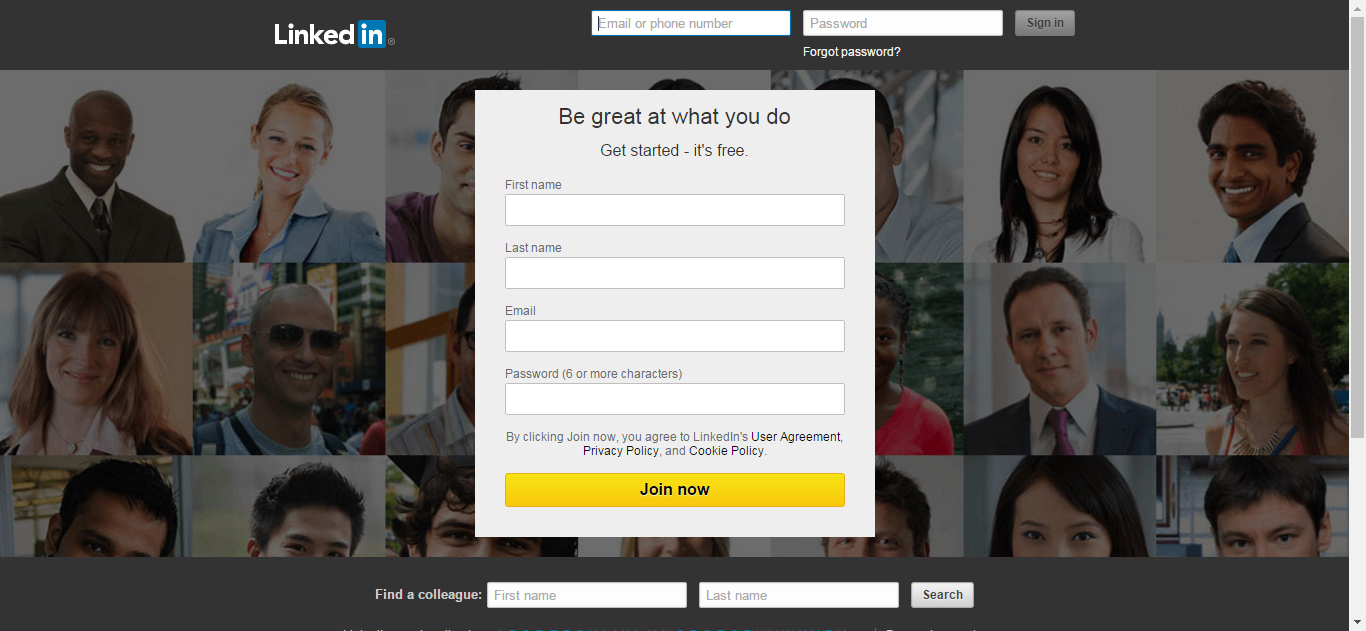 Linked in ®
Email or phone number
Password
Sign in
Forgot password?
Be great at what you do
Get started - it's free.
First name
Last name
Email
Password (6 or more characters)
By clicking Join now, you agree to LinkedIn's User Agreement,
Privacy Policy, and Cookie Policy.
Join now
Find a colleague:
First name
Last name
Search